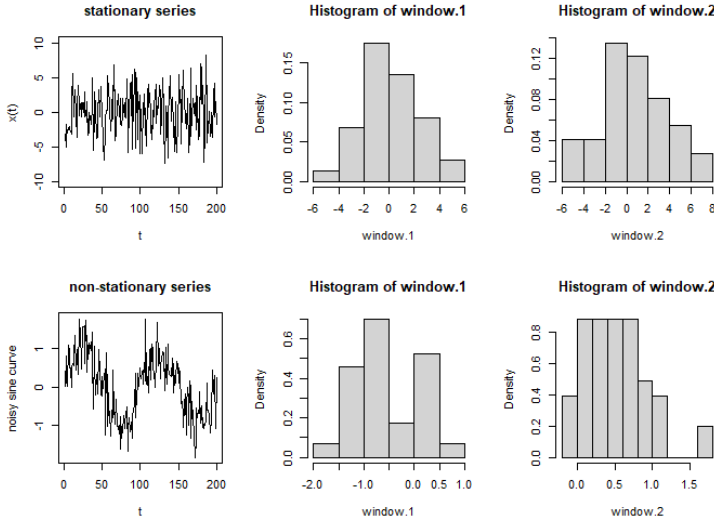 stationary series
Histogram of window.1
Histogram of window.2
x(t)
10
5
0
-5
-10
0 50 100 150 200
t
Density
0.15
0.05
0.00
-6 -4 -2 0 2 4 6
window.1
Density
0.12
0.08
0.04
0.00
-6 -4 -2 0 2 4 6 8
window.2
non-stationary series
Histogram of window.1
Histogram of window.2
noisy sine curve
1
0
-1
0 50 100 150 200
t
Density
0.6
0.4
0.2
0.0
-2.0 -1.0 0.0 0.5 1.0
window.1
Density
0.8
0.6
0.4
0.2
0.0
0.0 0.5 1.0 1.5
window.2